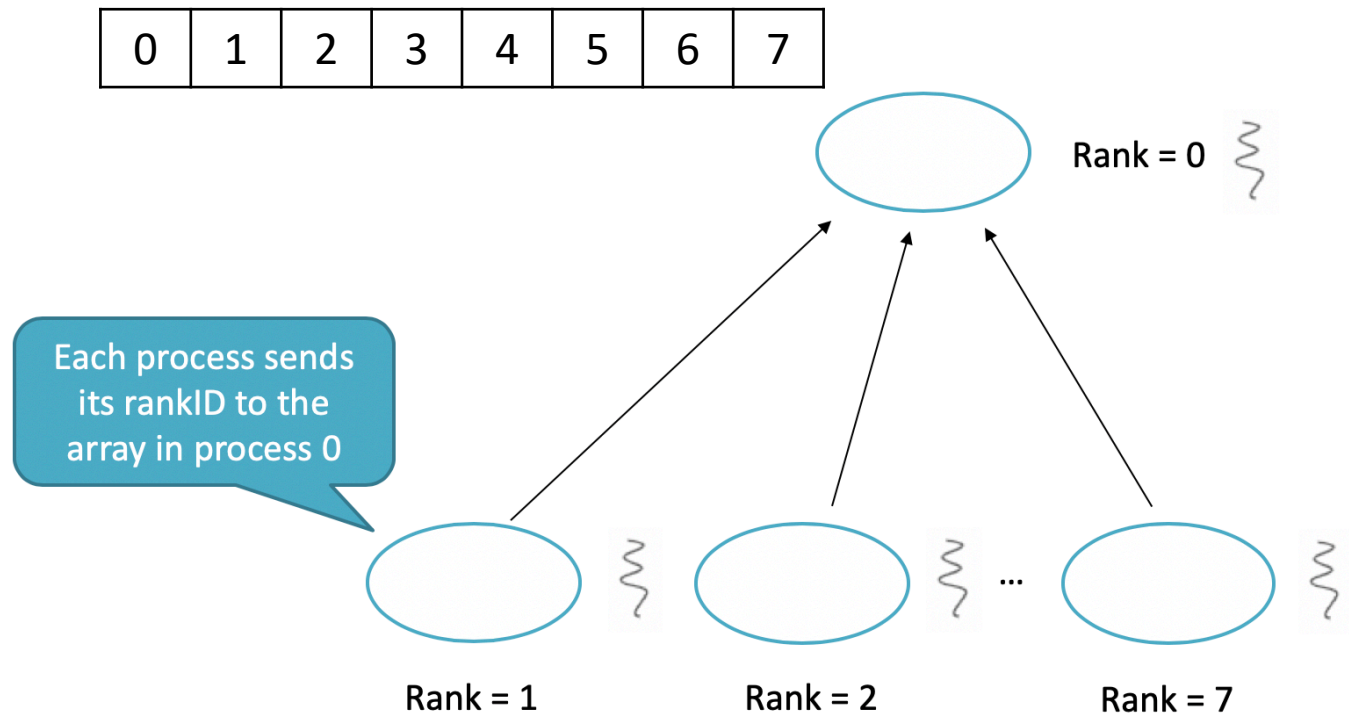 0 1 2 3 4 5 6 7
Rank = 0
Each process sends
its rankID to the
array in process 0
...
Rank = 1
Rank = 2
Rank = 7